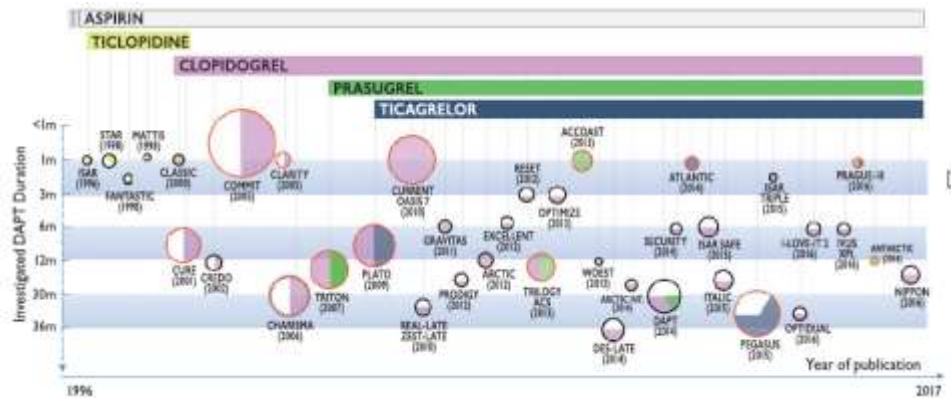 ASPIRIN
TICLOPIDINE
CLOPIDOGREL
PRASUGREL
TICAGRELOR
Investigated DAPT Duration
<1m
1m
3m
6m
12m
30m
36m
ISAR
(1996)
STAR
(1998)
FANTASTIC
(1998)
MATTIS
(1998)
CLASSIC
(2000)
COMMIT
(2005)
CLARITY
(2005)
CURE
(2001)
CREDO
(2002)
CHARISMA
(2006)
TRITON
(2007)
PLATO
(2009)
CURRENT
OASIS 7
(2010)
REAL-LATE
ZEST-LATE
(2010)
GRAVITAS
(2011)
PRODIGY
(2012)
ARCTIC
(2012)
EXCELLENT
(2012)
RESET
(2012)
OPTIMIZE
(2013)
TRILOGY
ACS
(2013)
ACCOAST
(2013)
WOEST
(2013)
DES-LATE
(2014)
ARCTIC-INT
(2014)
DAPT
(2014)
SECURITY
(2014)
ATLANTIC
(2014)
ISAR SAFE
(2015)
ITALIC
(2015)
PEGASUS
(2015)
ISAR
TRIPLE
(2015)
OPTIDUAL
(2016)
I-LOVE-IT 2
(2016)
IVUS
XPL
(2016)
PRAGUE-18
(2016)
ANTARCTIC
(2016)
NIPPON
(2016)
Year of publication
1996
2017